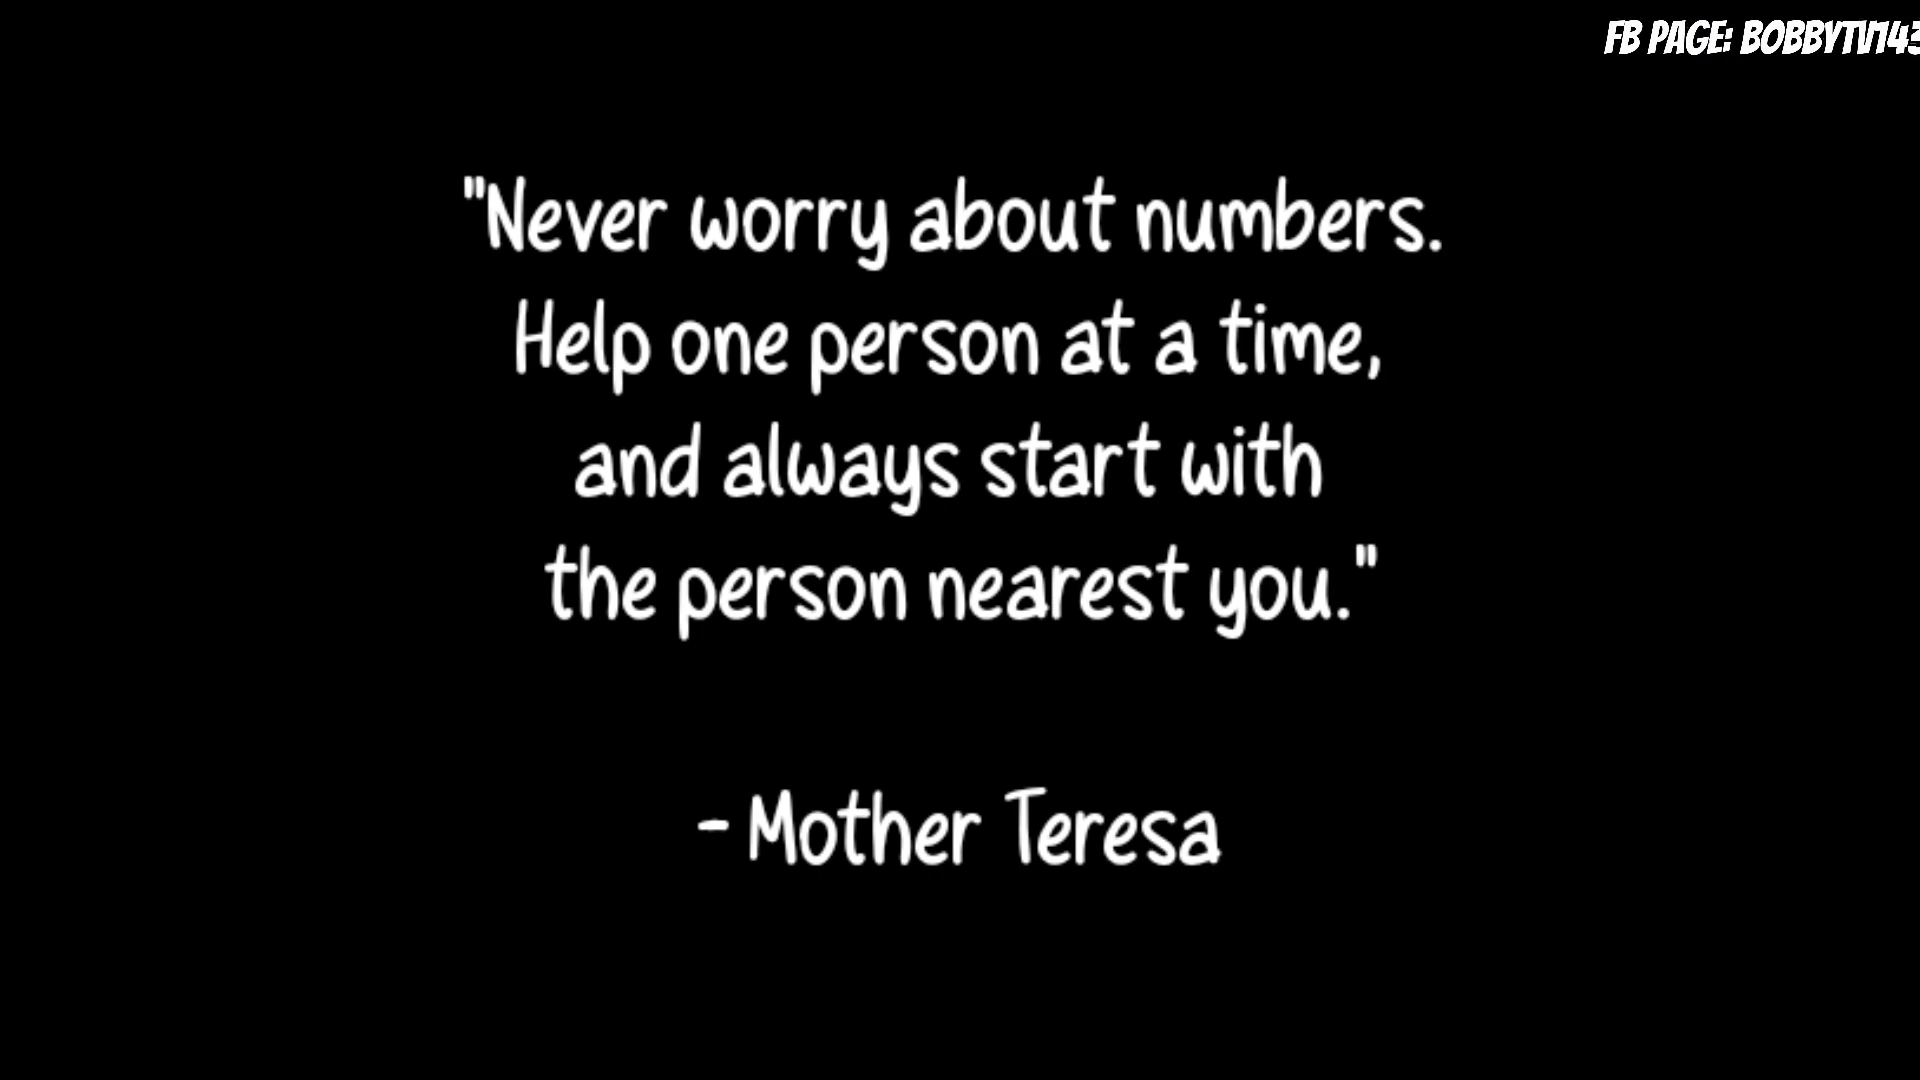 FB PAGE: BOBBYTV143
"Never worry about numbers.
Help one person at a time,
and always start with
the person nearest you."
- Mother Teresa